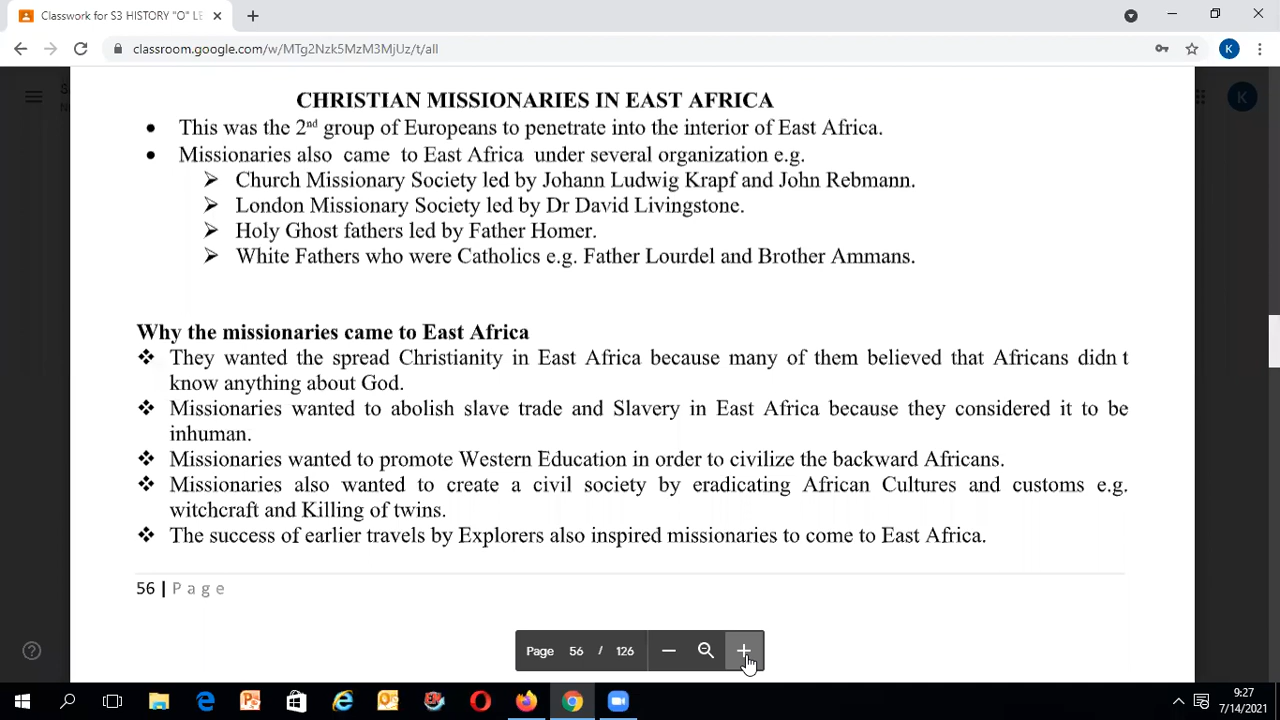 Classwork for S3 HISTORY "O" LE
classroom.google.com/w/MTg2Nzk5MzM3MjUz/t/all
K
K
CHRISTIAN MISSIONARIES IN EAST AFRICA
• This was the 2nd group of Europeans to penetrate into the interior of East Africa.
• Missionaries also came to East Africa under several organization e.g.
➢ Church Missionary Society led by Johann Ludwig Krapf and John Rebmann.
➢ London Missionary Society led by Dr David Livingstone.
➢ Holy Ghost fathers led by Father Homer.
➢ White Fathers who were Catholics e.g. Father Lourdel and Brother Ammans.
Why the missionaries came to East Africa
❖ They wanted the spread Christianity in East Africa because many of them believed that Africans didn t
know anything about God.
❖ Missionaries wanted to abolish slave trade and Slavery in East Africa because they considered it to be
inhuman.
❖ Missionaries wanted to promote Western Education in order to civilize the backward Africans.
❖ Missionaries also wanted to create a civil society by eradicating African Cultures and customs e.g.
witchcraft and Killing of twins.
❖ The success of earlier travels by Explorers also inspired missionaries to come to East Africa.
56 | Page
Page 56 / 126
9:27
7/14/2021